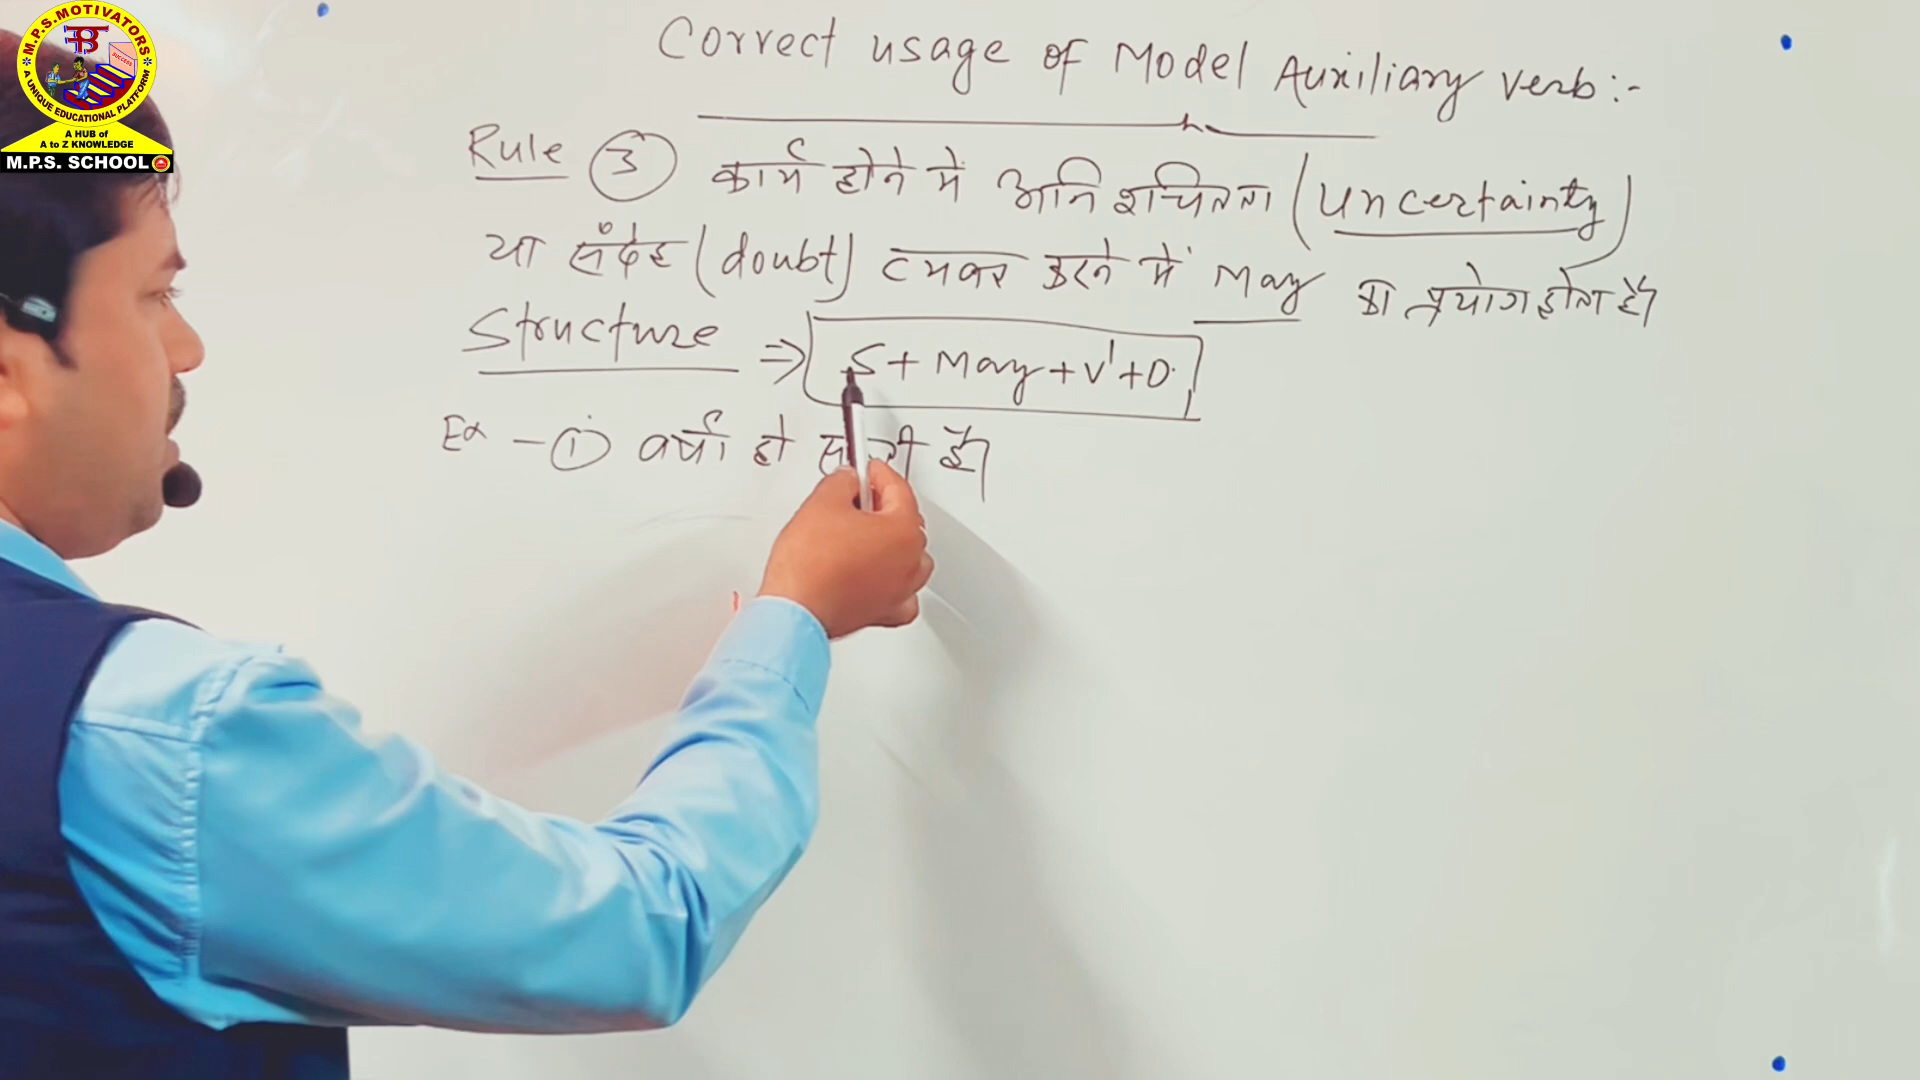 M.P.S.MOTIVATORS
SUCCESS
A UNIQUE EDUCATIONAL PLATFORM
A HUB of
A to Z KNOWLEDGE
M.P.S. SCHOOL
Correct usage of Model Auxiliary Verb:-
Rule ③ कार्य होने में अनिश्चितता (Uncertainty)
या संदेह (doubt) व्यक्त करने में May का प्रयोग होता है।
Structure ⇒ S + May + V¹ + O.
Ex - ① वर्षा हो सकती है।